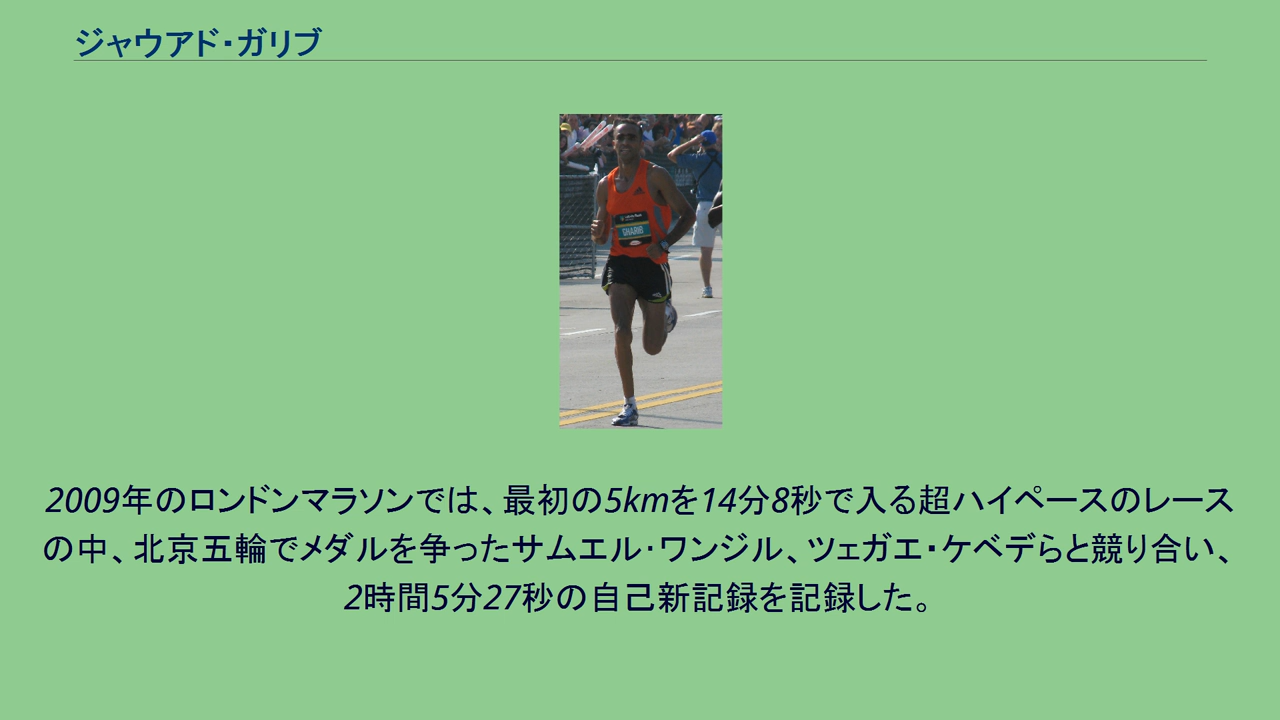 ジャウアド・ガリブ
GHARIB
2009年のロンドンマラソンでは、最初の5kmを14分8秒で入る超ハイペースのレース
の中、北京五輪でメダルを争ったサムエル·ワンジル、ツェガエ・ケベデらと競り合い、
2時間5分27秒の自己新記録を記録した。